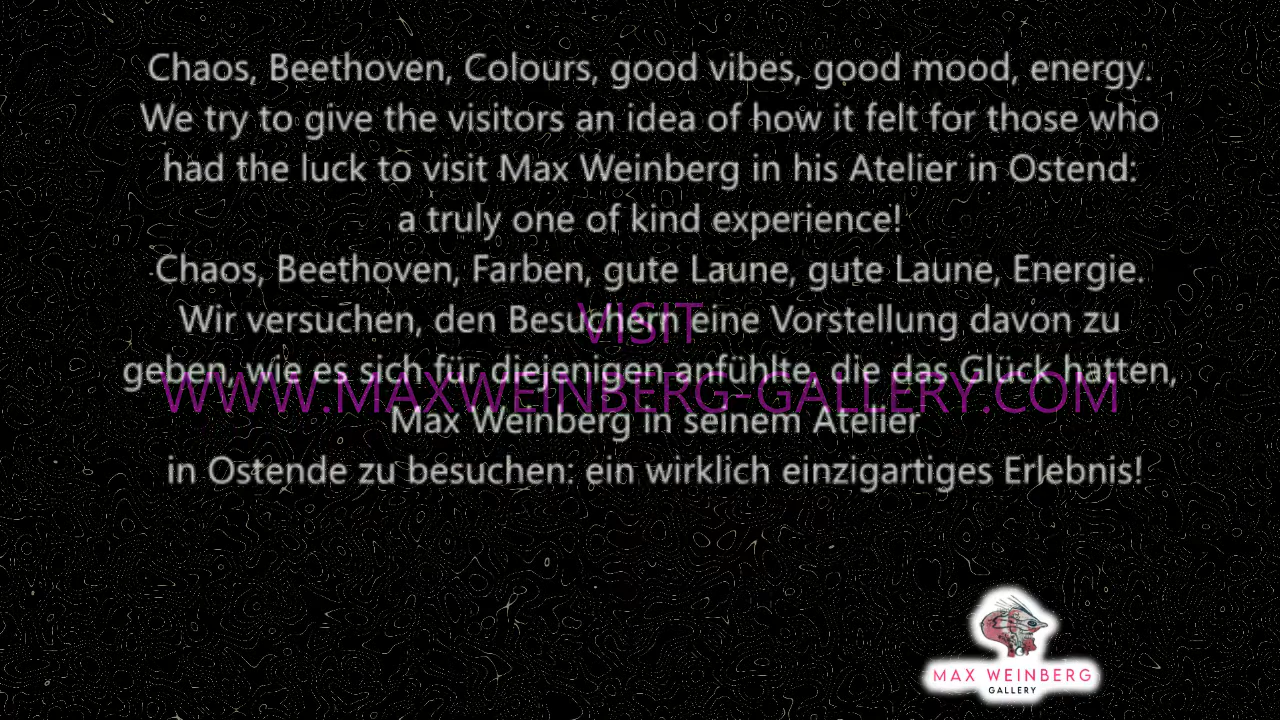 Chaos, Beethoven, Colours, good vibes, good mood, energy.
We try to give the visitors an idea of how it felt for those who
had the luck to visit Max Weinberg in his Atelier in Ostend:
a truly one of kind experience!
Chaos, Beethoven, Farben, gute Laune, gute Laune, Energie.
VISIT
Wir versuchen, den Besuchern eine Vorstellung davon zu
geben, wie es sich für diejenigen anfühlte, die das Glück hatten,
WWW.MAXWEINBERG-GALLERY.COM
Max Weinberg in seinem Atelier
in Ostende zu besuchen: ein wirklich einzigartiges Erlebnis!
MAX WEINBERG
GALLERY